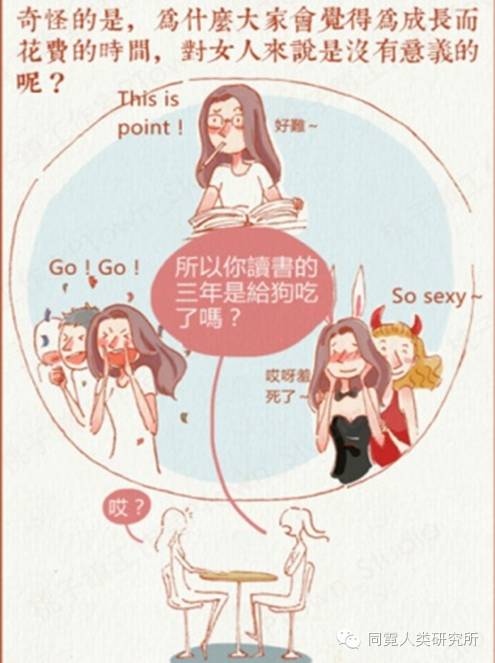 奇怪的是，為什麼大家會覺得為成長而
花費的時間，對女人來說是沒有意義的
呢？
This is
point！
好難~
Go！Go！
所以你讀書的
三年是給狗吃
了嗎？
So sexy~
哎呀羞
死了~
哎？
同霓人类研究所